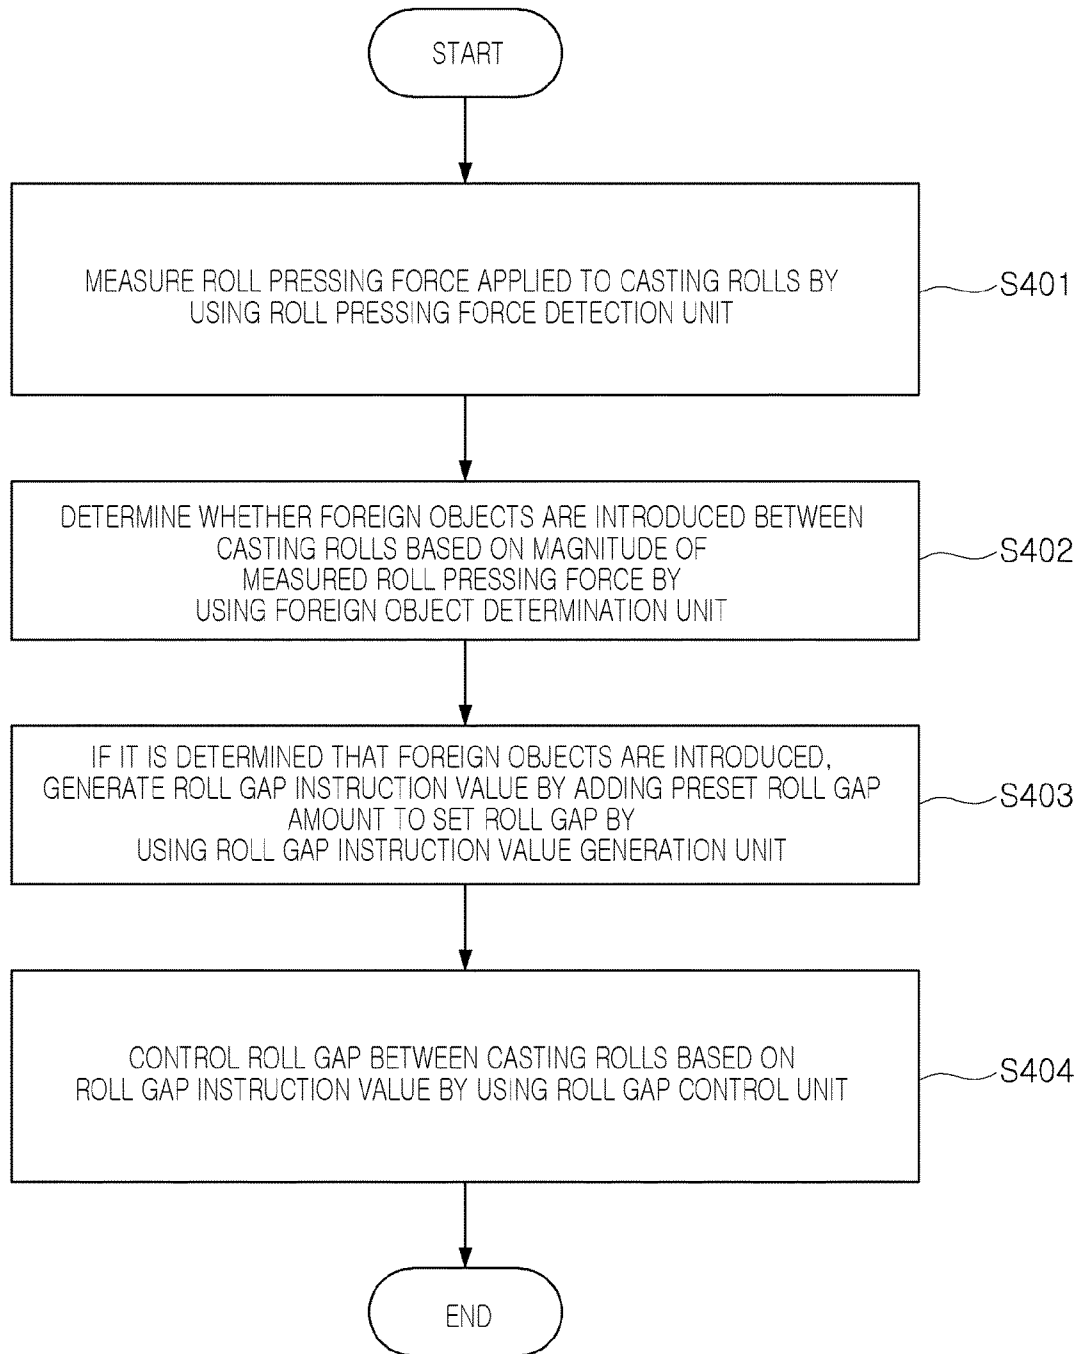 START
MEASURE ROLL PRESSING FORCE APPLIED TO CASTING ROLLS BY
USING ROLL PRESSING FORCE DETECTION UNIT
S401
DETERMINE WHETHER FOREIGN OBJECTS ARE INTRODUCED BETWEEN
CASTING ROLLS BASED ON MAGNITUDE OF
MEASURED ROLL PRESSING FORCE BY
USING FOREIGN OBJECT DETERMINATION UNIT
S402
IF IT IS DETERMINED THAT FOREIGN OBJECTS ARE INTRODUCED,
GENERATE ROLL GAP INSTRUCTION VALUE BY ADDING PRESET ROLL GAP
AMOUNT TO SET ROLL GAP BY
USING ROLL GAP INSTRUCTION VALUE GENERATION UNIT
S403
CONTROL ROLL GAP BETWEEN CASTING ROLLS BASED ON
ROLL GAP INSTRUCTION VALUE BY USING ROLL GAP CONTROL UNIT
S404
END